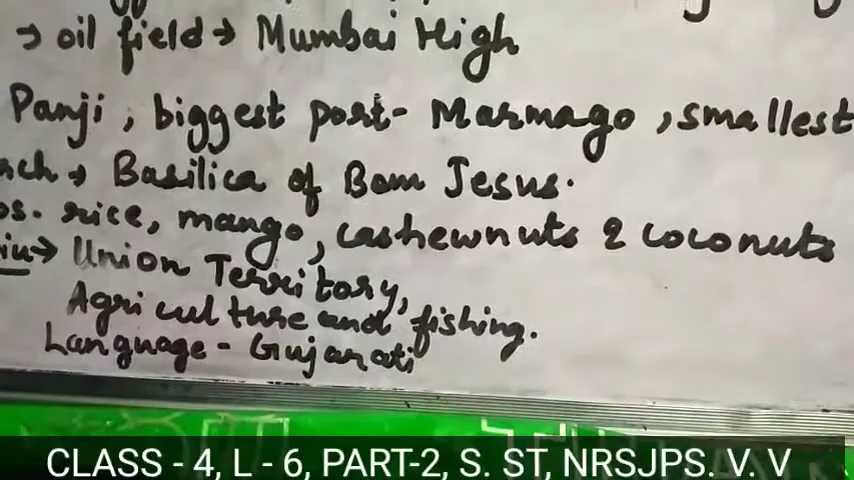 → oil field → Mumbai High
Panji, biggest port- Marmago, smallest
→ Basilica of Bom Jesus.
rice, mango, cashewnuts & coconuts
→ Union Territory,
Agriculture and fishing.
Language - Gujarati
CLASS - 4, L - 6, PART-2, S. ST, NRSJPS. V. V